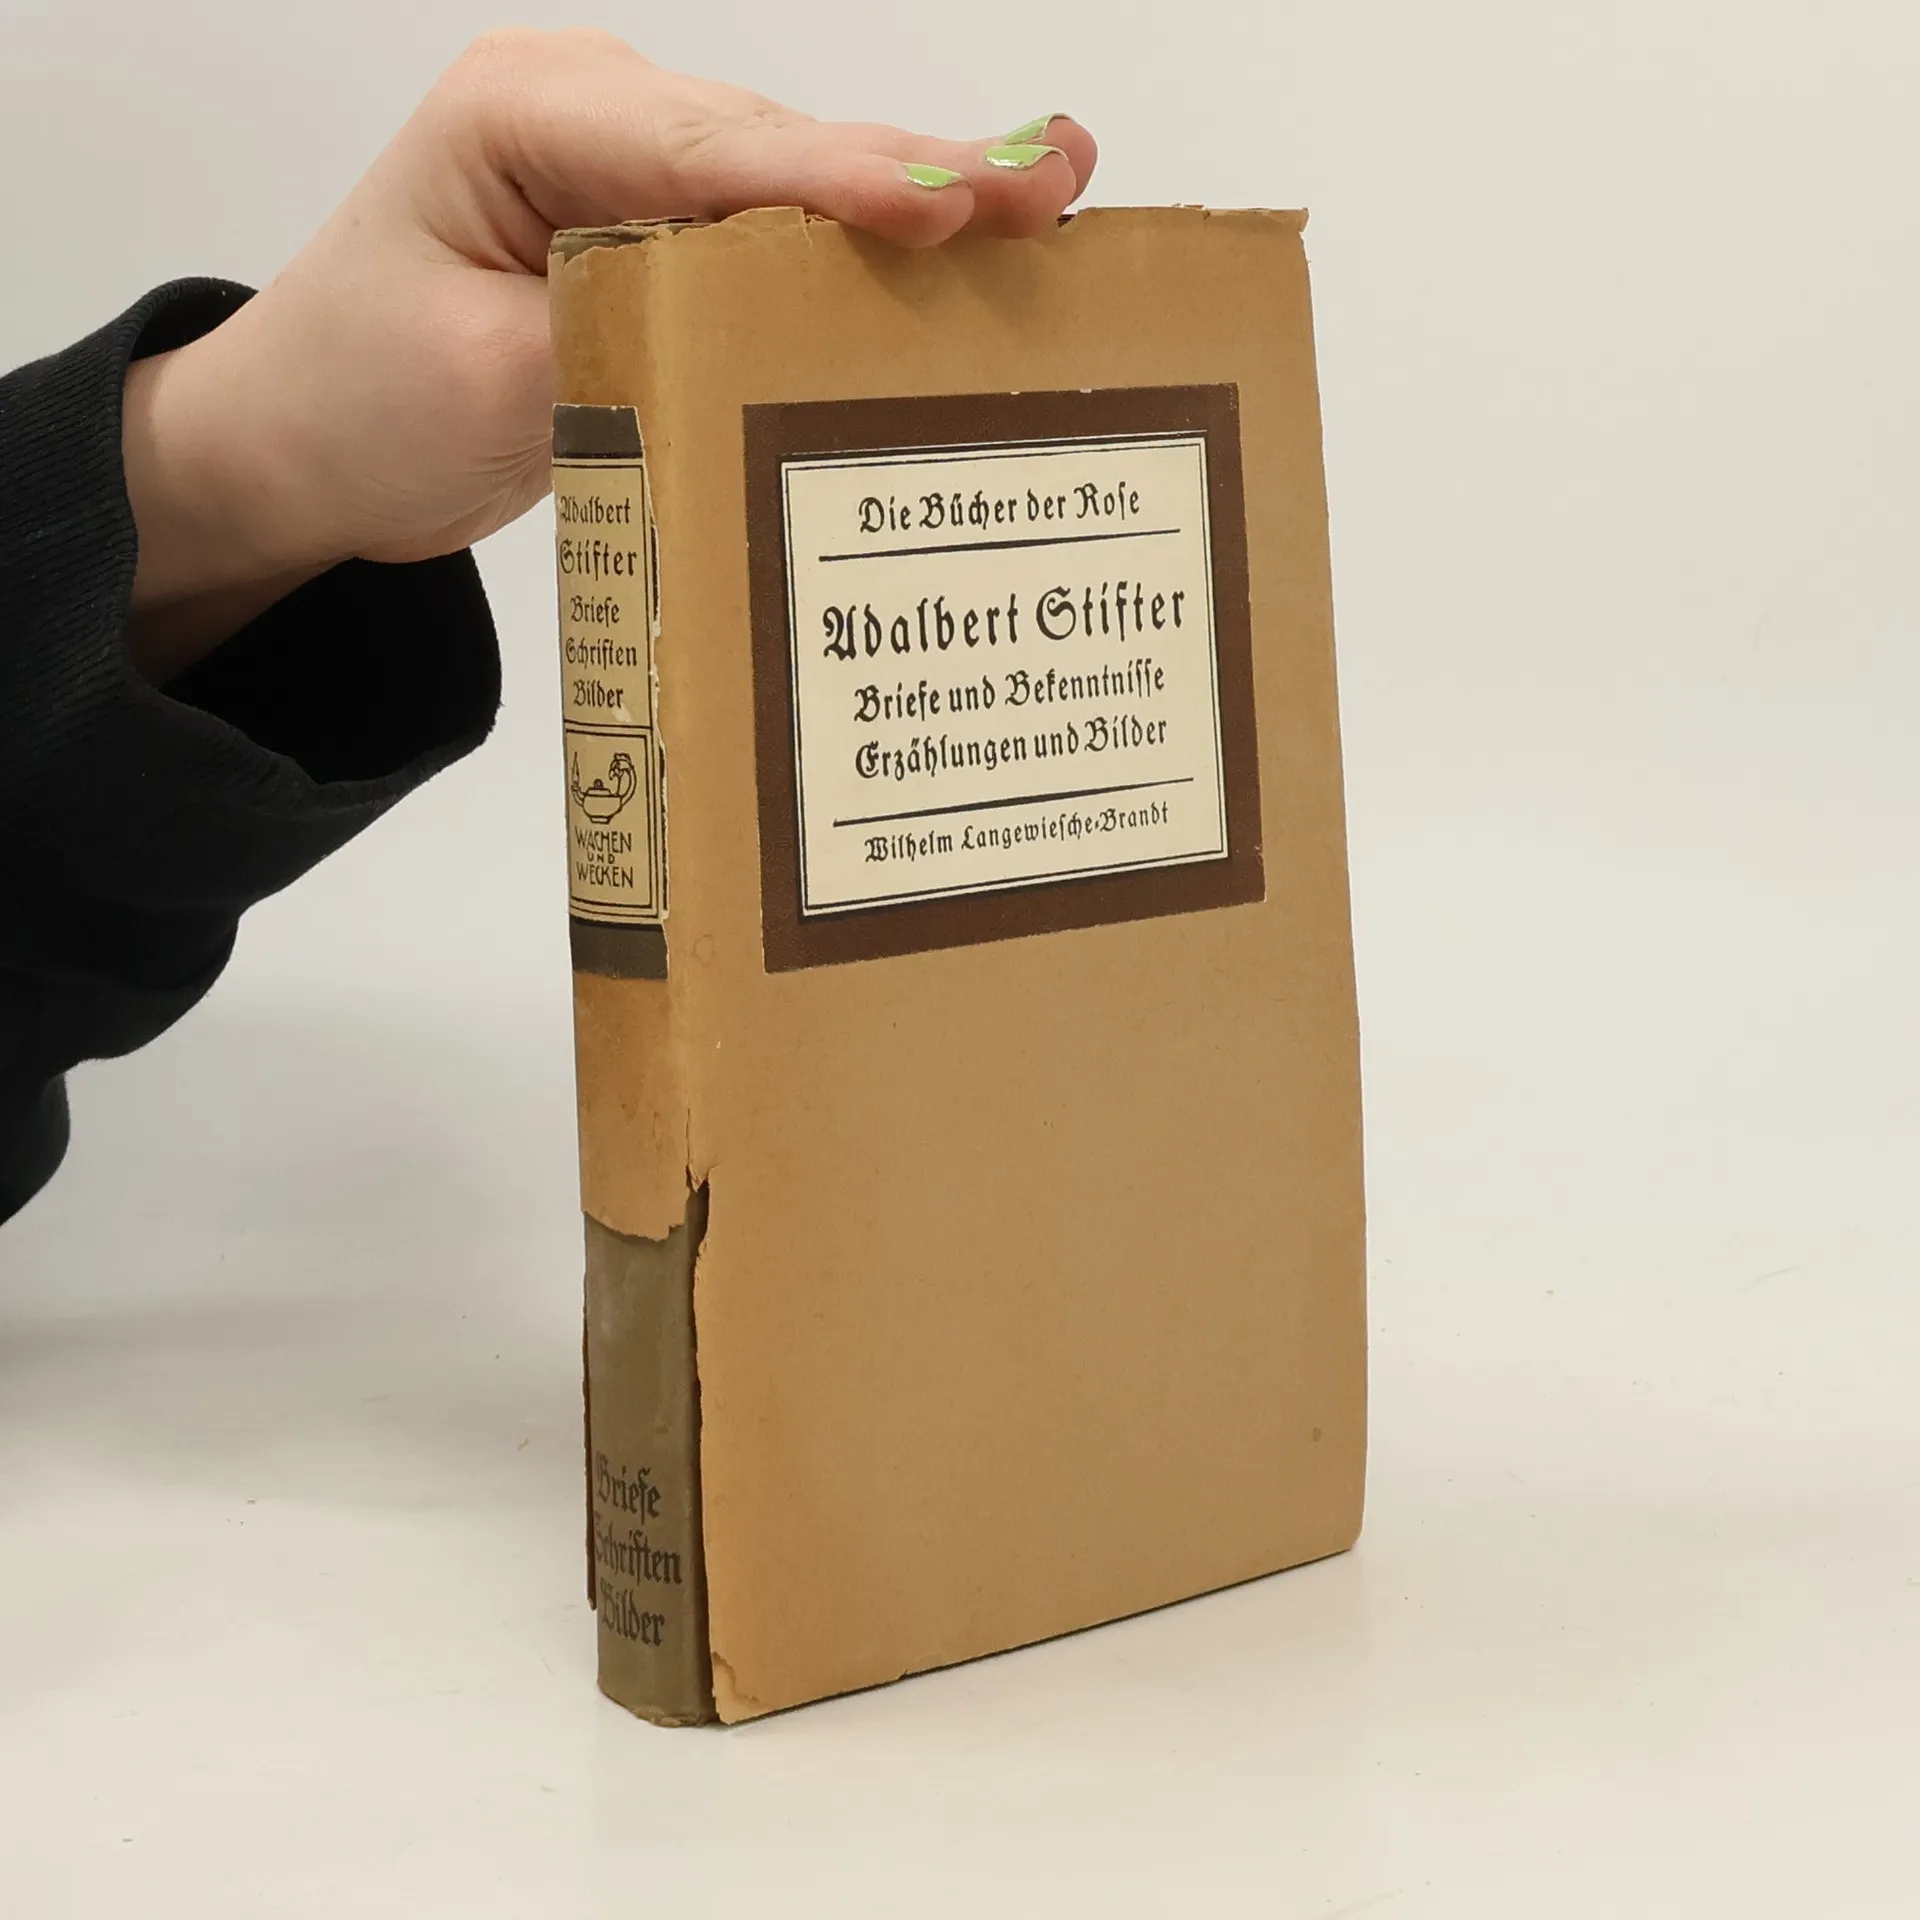 Adalbert
Stifter
Briefe
Schriften
Bilder
WACHEN
UND
WECKEN
Briefe
Schriften
Bilder
Die Bücher der Rose
Adalbert Stifter
Briefe und Bekenntnisse
Erzählungen und Bilder
Wilhelm Langewiesche-Brandt